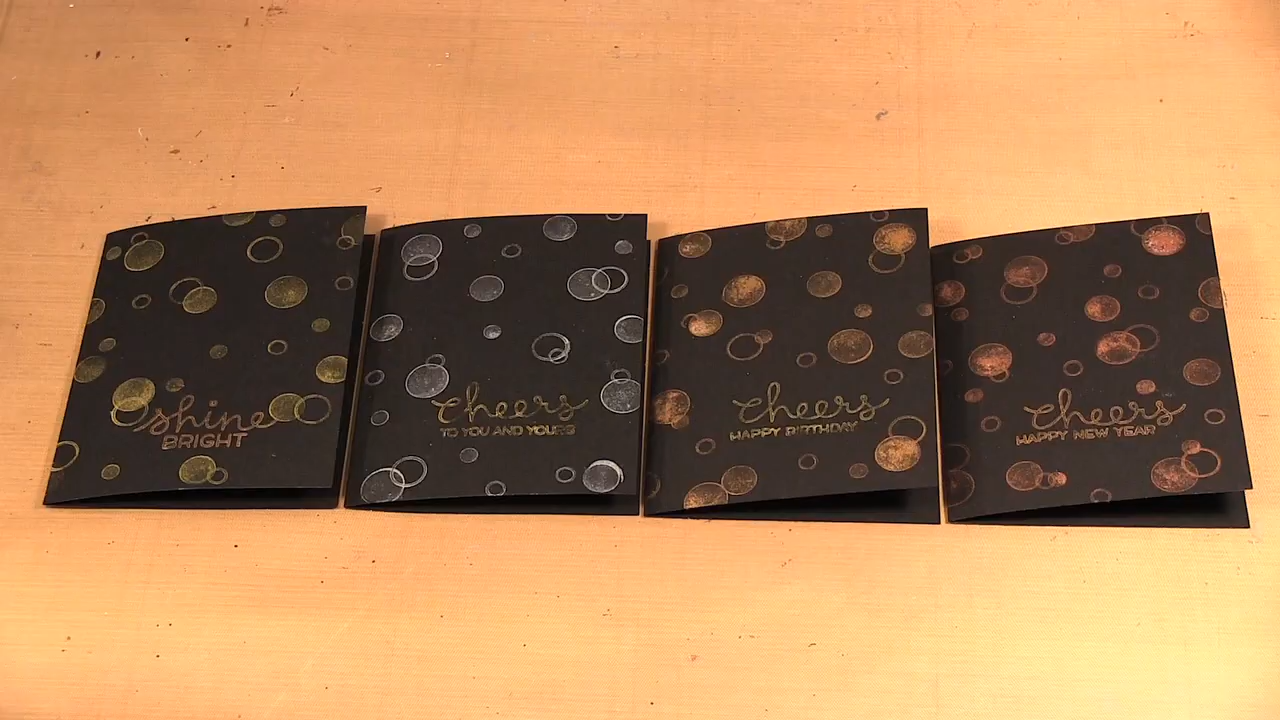 shine
BRIGHT
cheers
TO YOU AND YOURS
cheers
HAPPY BIRTHDAY
cheers
HAPPY NEW YEAR